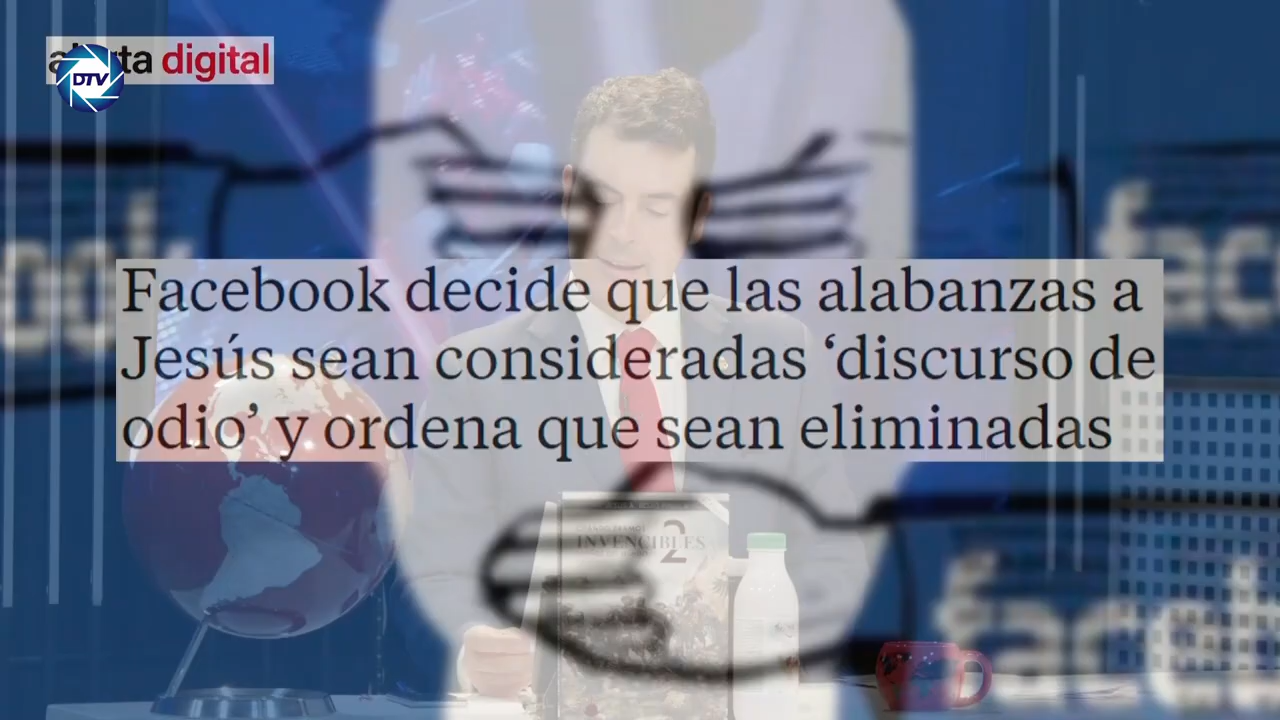 digital
DTV
Facebook decide que las alabanzas a
Jesús sean consideradas ‘discurso de
odio’ y ordena que sean eliminadas
INVENCIBLES
2